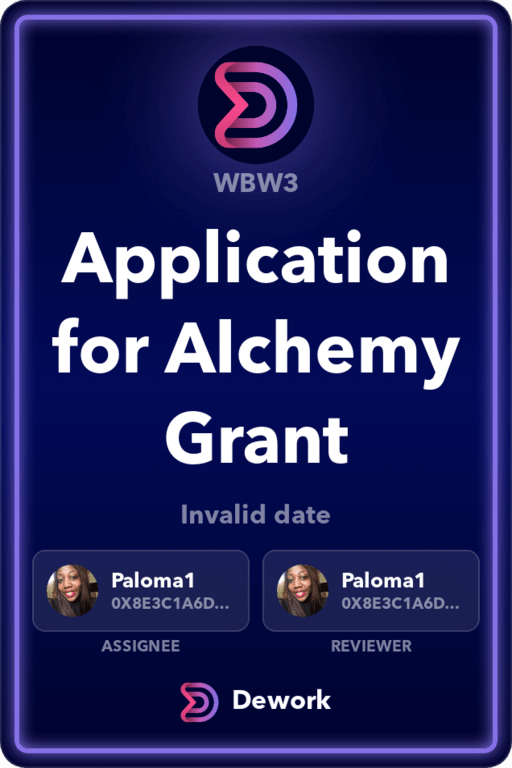 WBW3
Application
for Alchemy
Grant
Invalid date
Paloma1
0X8E3C1A6D...
ASSIGNEE
Paloma1
0X8E3C1A6D...
REVIEWER
Dework